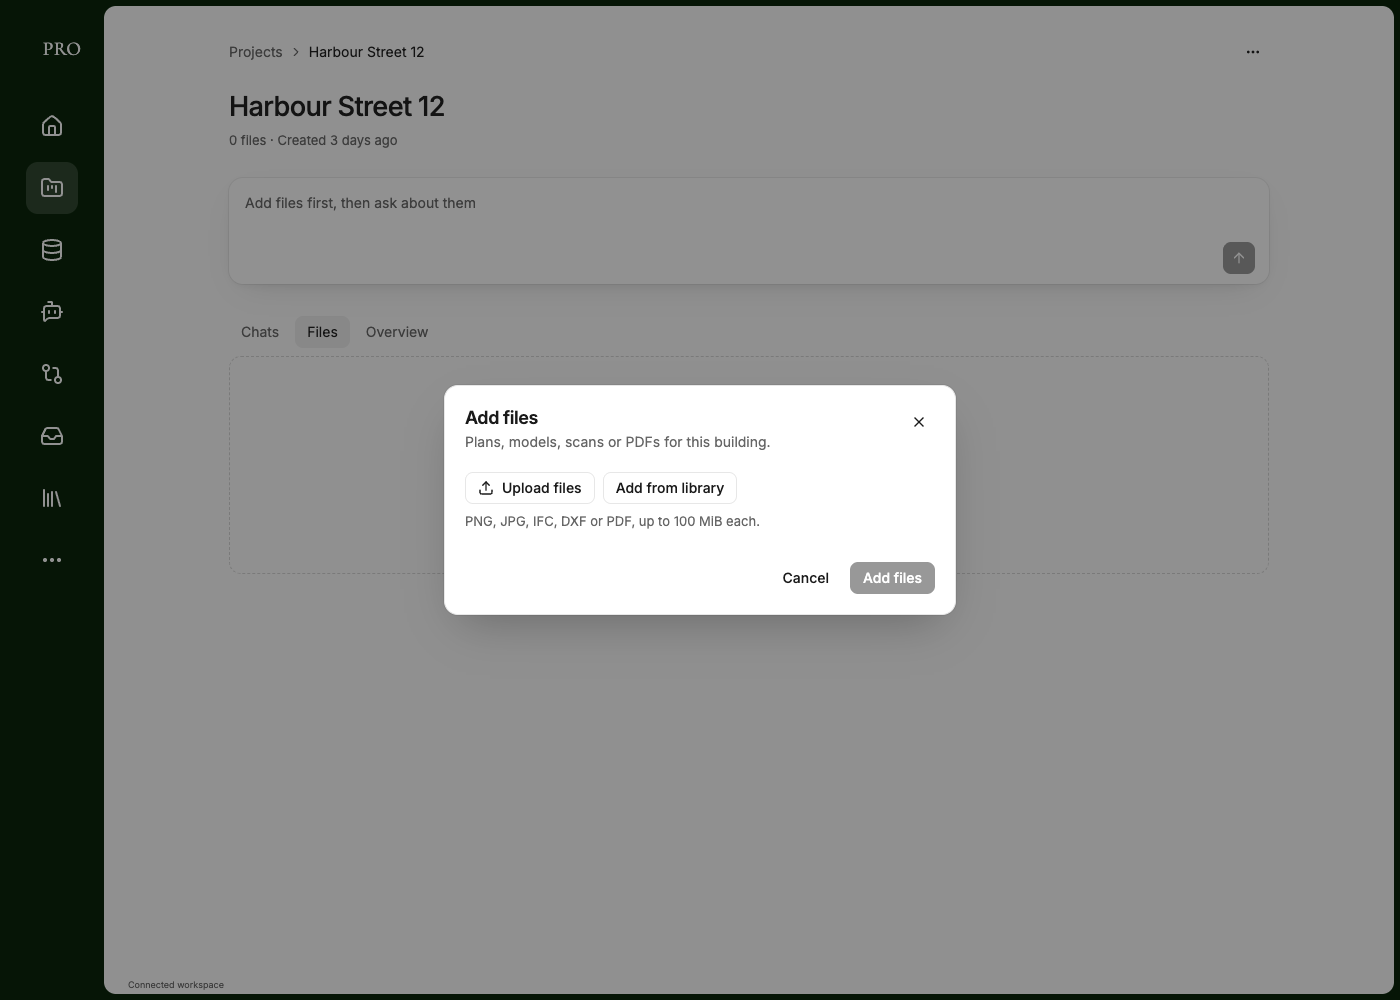 PRO
Projects > Harbour Street 12
Harbour Street 12
0 files · Created 3 days ago
Add files first, then ask about them
Chats Files Overview
Add files
Plans, models, scans or PDFs for this building.
Upload files Add from library
PNG, JPG, IFC, DXF or PDF, up to 100 MiB each.
Cancel Add files
Connected workspace